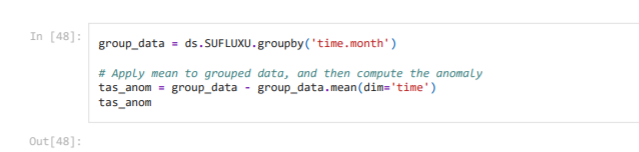 In [48]:
group_data = ds.SUFLUXU.groupby('time.month')
# Apply mean to grouped data, and then compute the anomaly
tas_anom = group_data - group_data.mean(dim='time')
tas_anom
Out[48]: